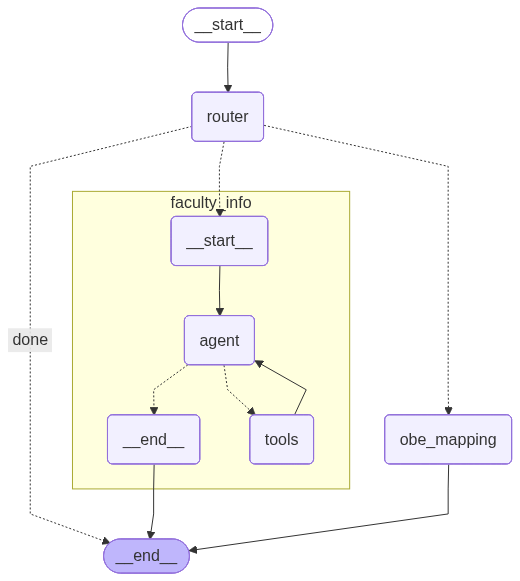 __start__
router
faculty_info
__start__
agent
done
__end__
tools
obe_mapping
__end__